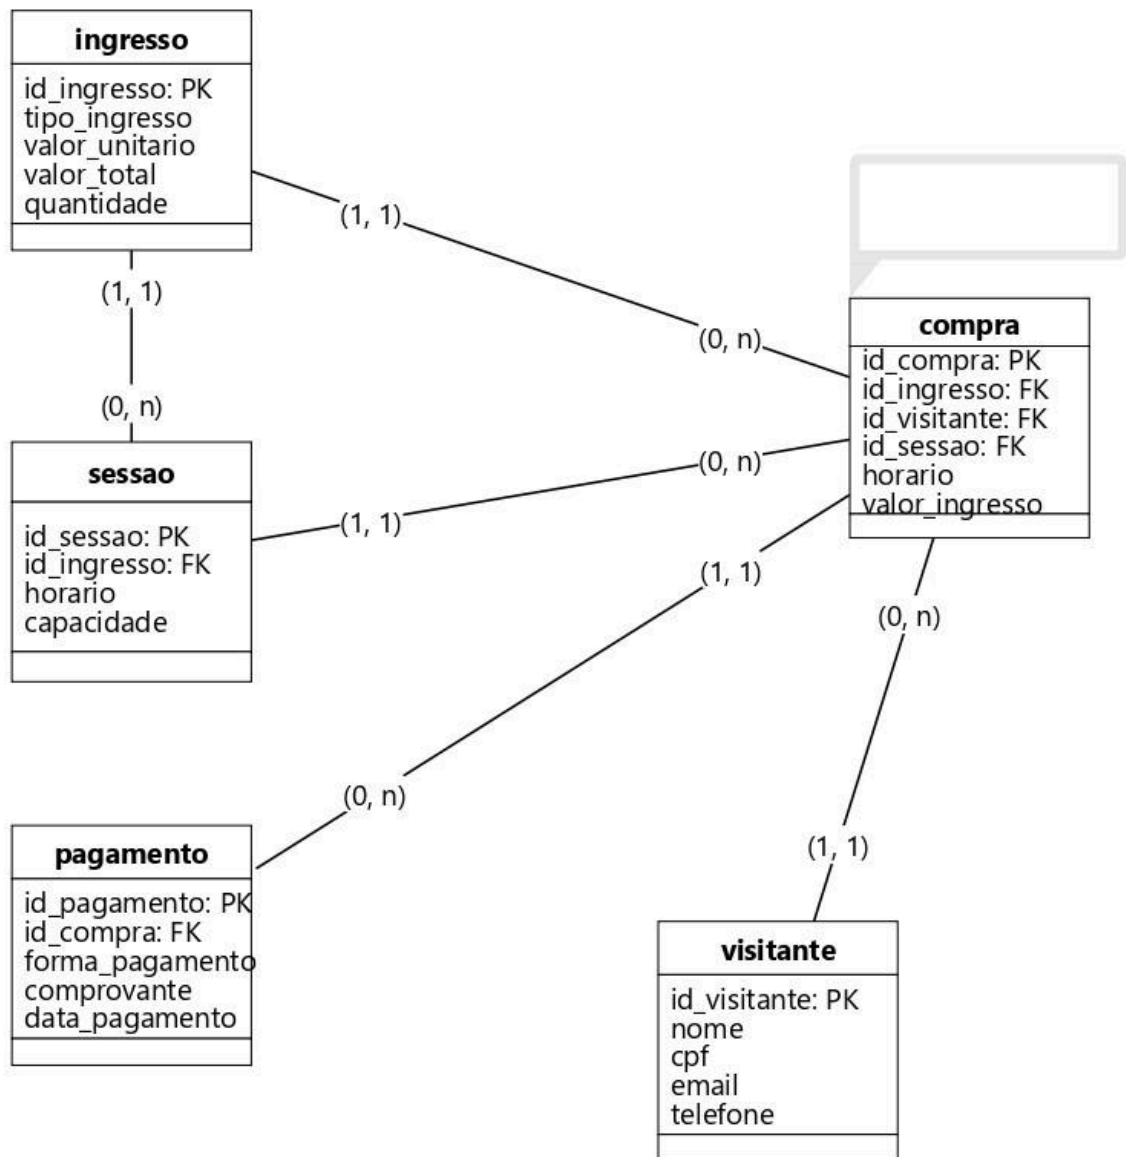 ingresso
id_ingresso: PK
tipo_ingresso
valor_unitario
valor_total
quantidade
(1, 1)
(0, n)
(1, 1)
(0, n)
compra
id_compra: PK
id_ingresso: FK
id_visitante: FK
id_sessao: FK
horario
valor_ingresso
sessao
id_sessao: PK
id_ingresso: FK
horario
capacidade
(0, n)
(1, 1)
(1, 1)
(0, n)
(0, n)
(1, 1)
pagamento
id_pagamento: PK
id_compra: FK
forma_pagamento
comprovante
data_pagamento
visitante
id_visitante: PK
nome
cpf
email
telefone